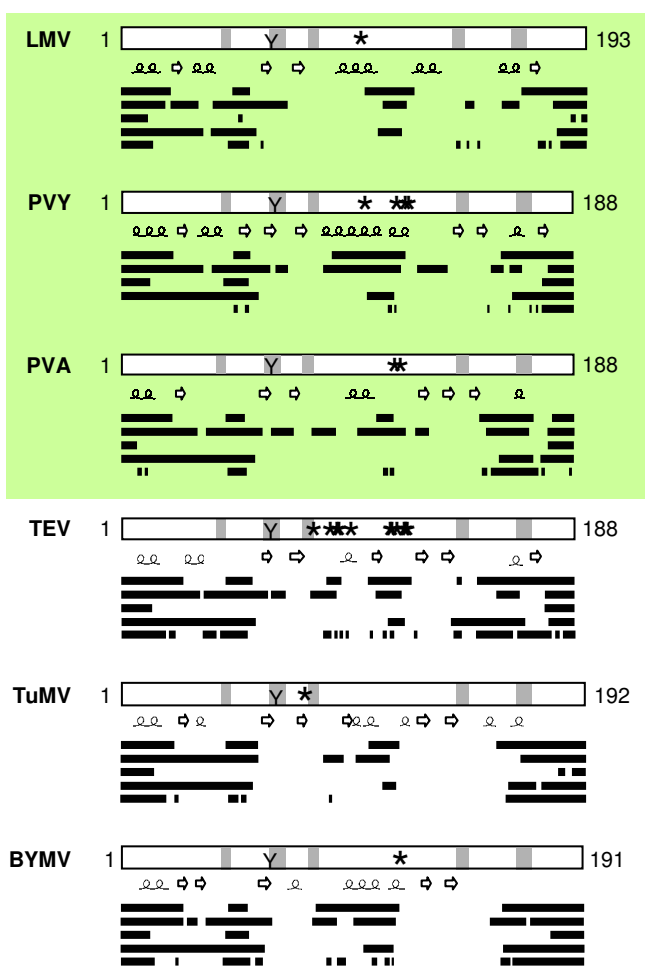 LMV 1 Y * 193
PVY 1 Y * *** 188
PVA 1 Y ** 188
TEV 1 Y ******* 188
TuMV 1 Y * 192
BYMV 1 Y * 191